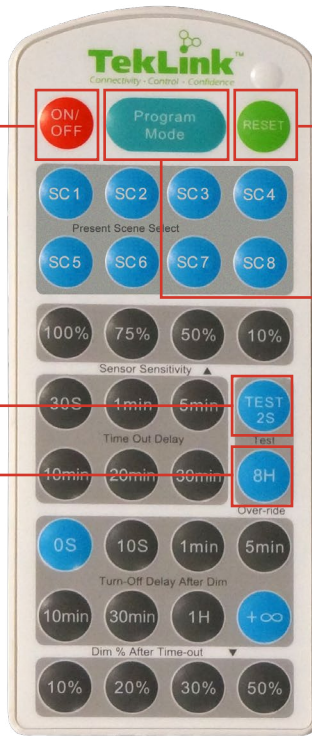 TekLink™
Connectivity - Control - Confidence
ON/
OFF
Program
Mode
RESET
SC1 SC2 SC3 SC4
Present Scene Select
SC5 SC6 SC7 SC8
100% 75% 50% 10%
Sensor Sensitivity ▲
30S 1min 5min TEST
2S
Time Out Delay Test
10min 20min 30min 8H
Over-ride
0S 10S 1min 5min
Turn-Off Delay After Dim
10min 30min 1H +∞
Dim % After Time-out ▼
10% 20% 30% 50%